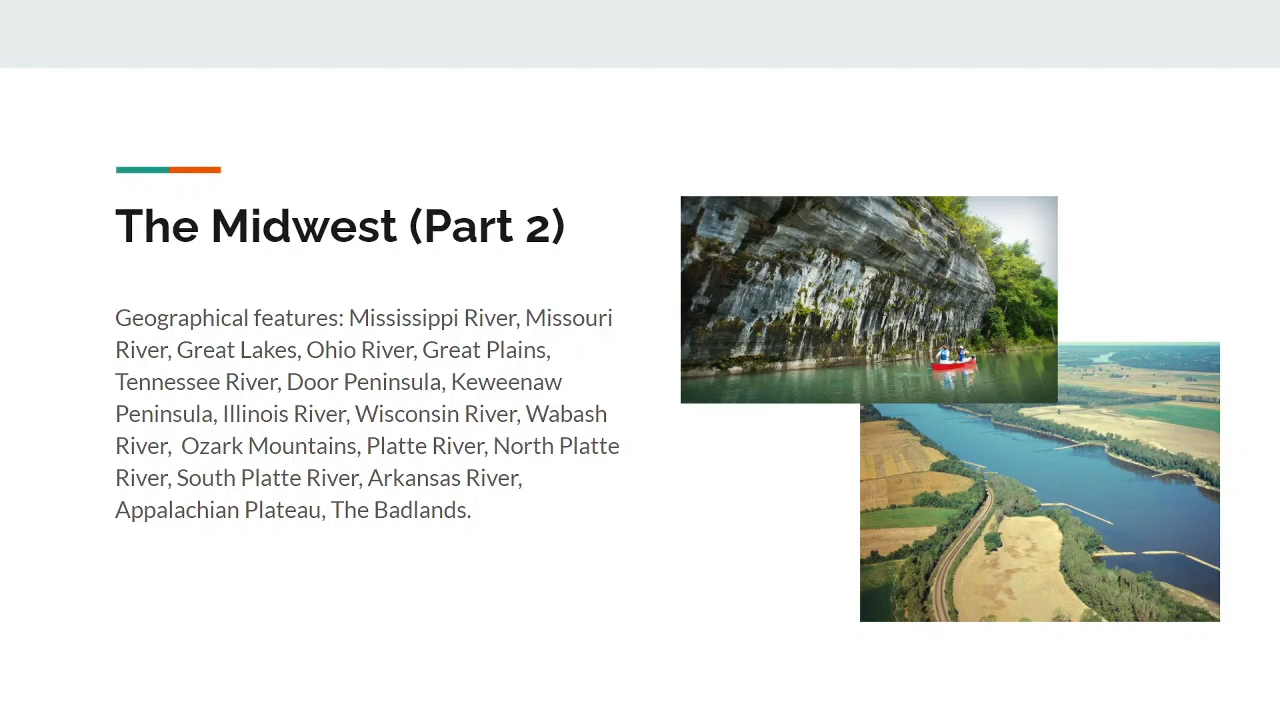 The Midwest (Part 2)
Geographical features: Mississippi River, Missouri
River, Great Lakes, Ohio River, Great Plains,
Tennessee River, Door Peninsula, Keweenaw
Peninsula, Illinois River, Wisconsin River, Wabash
River,  Ozark Mountains, Platte River, North Platte
River, South Platte River, Arkansas River,
Appalachian Plateau, The Badlands.